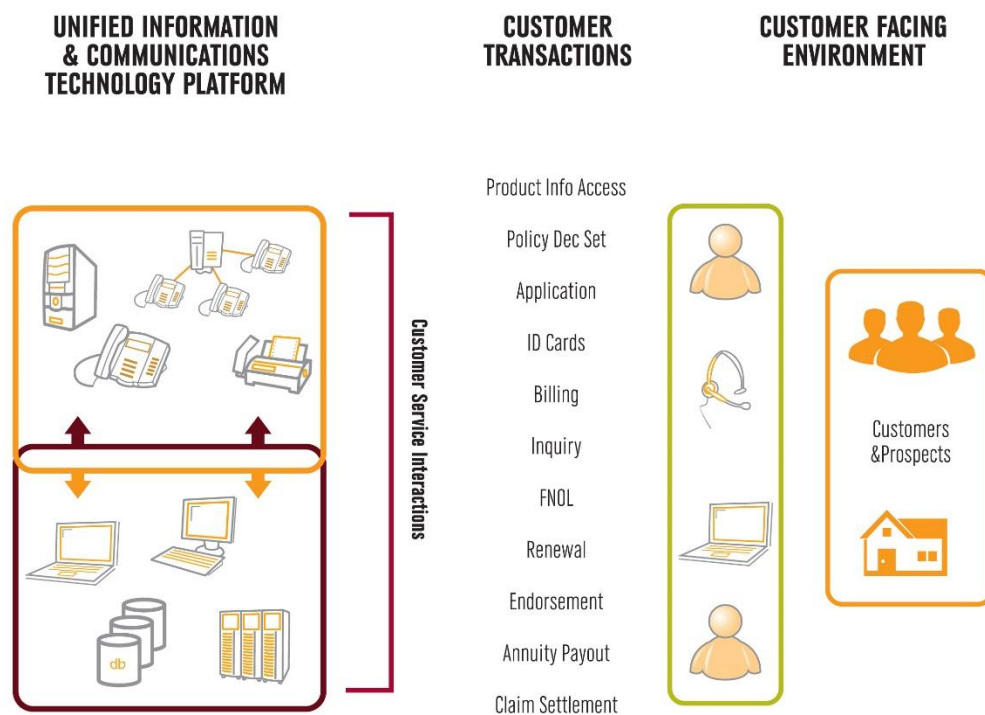 UNIFIED INFORMATION
& COMMUNICATIONS
TECHNOLOGY PLATFORM
CUSTOMER
TRANSACTIONS
CUSTOMER FACING
ENVIRONMENT
Customer Service Interactions
db
Product Info Access
Policy Dec Set
Application
ID Cards
Billing
Inquiry
FNOL
Renewal
Endorsement
Annuity Payout
Claim Settlement
Customers
&Prospects